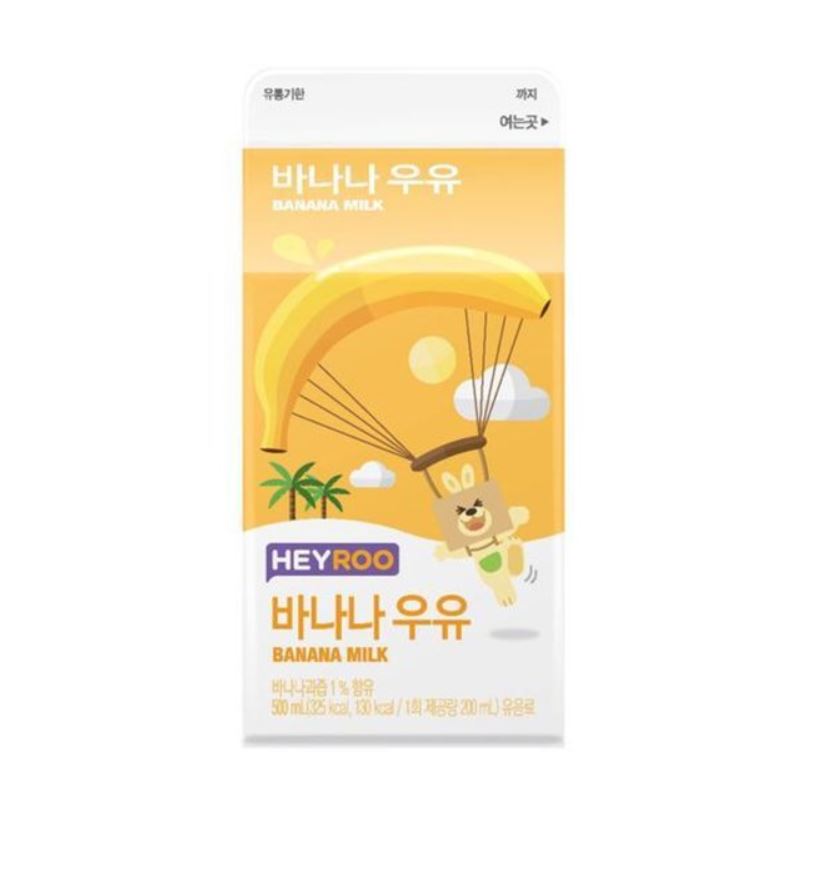 유통기한 까지
여는곳▶
바나나 우유
BANANA MILK
HEYROO
바나나 우유
BANANA MILK
바나나과즙 1% 함유
500 mL(325 kcal, 130 kcal / 1회 제공량 200 mL) 유음료